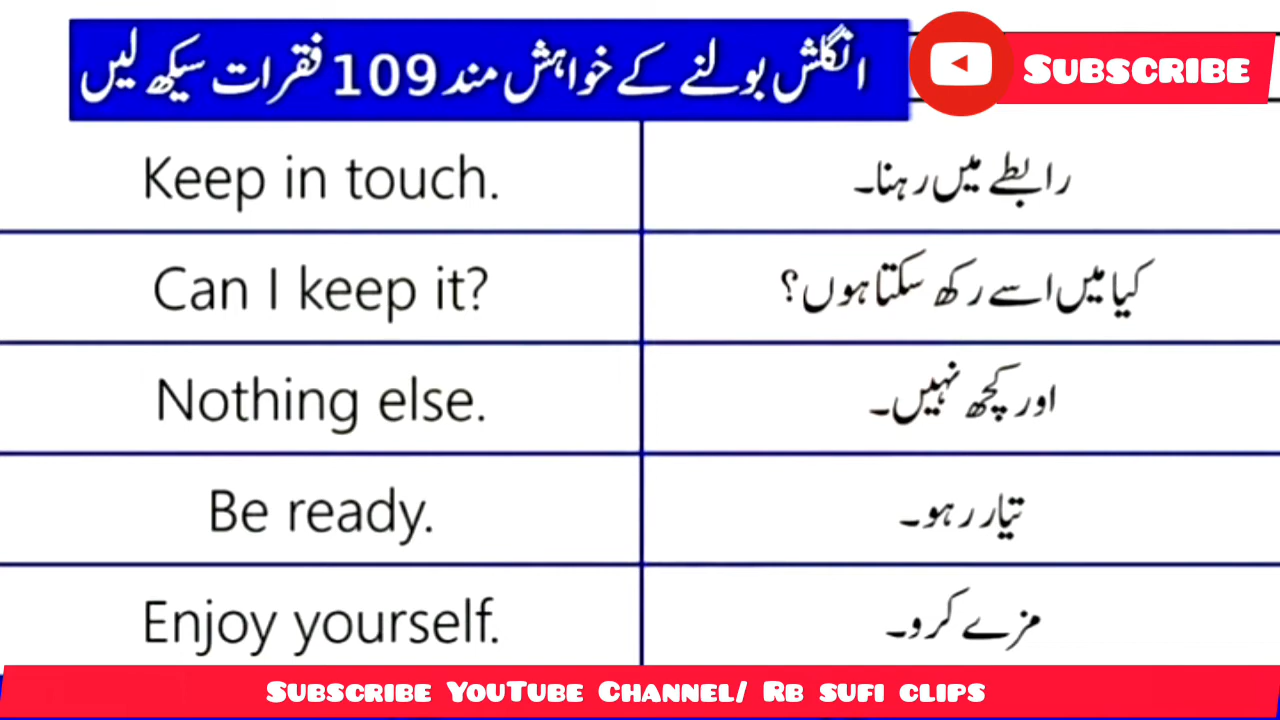 انگلش بولنے کے خواہش مند 109 فقرات سیکھ لیں
Subscribe
Keep in touch.
رابطے میں رہنا۔
Can I keep it?
کیا میں اسے رکھ سکتا ہوں؟
Nothing else.
اور کچھ نہیں۔
Be ready.
تیار رہو۔
Enjoy yourself.
مزے کرو۔
Subscribe YouTube Channel/ Rb sufi clips